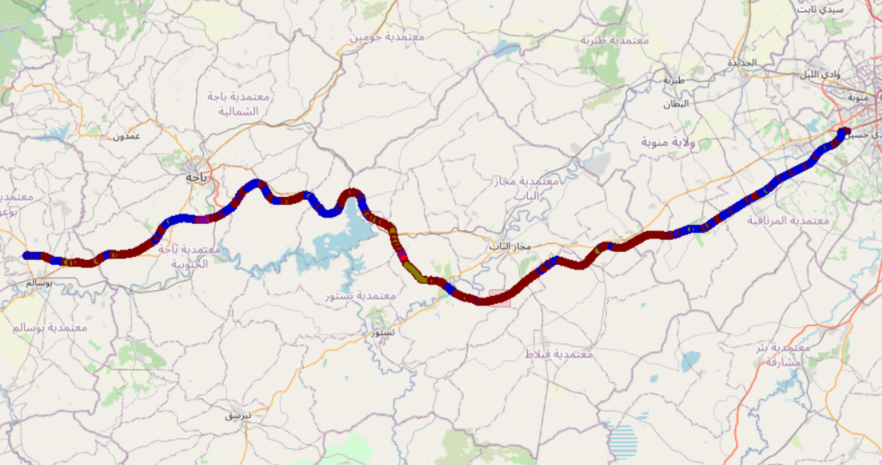 سيدي ثابت
معتمدية جومين
معتمدية طبربة
الجديدة
وادي الليل
طبربة
البطان
منوبة
معتمدية باجة
الشمالية
عمدون
ولاية منوبة
باجة
معتمدية مجاز
الباب
معتمدية المرناقية
مجاز الباب
معتمدية باجة
الجنوبية
بوسالم
معتمدية تستور
معتمدية بوسالم
تستور
معتمدية قبلاط
معتمدية بئر
مشارقة
تبرسق